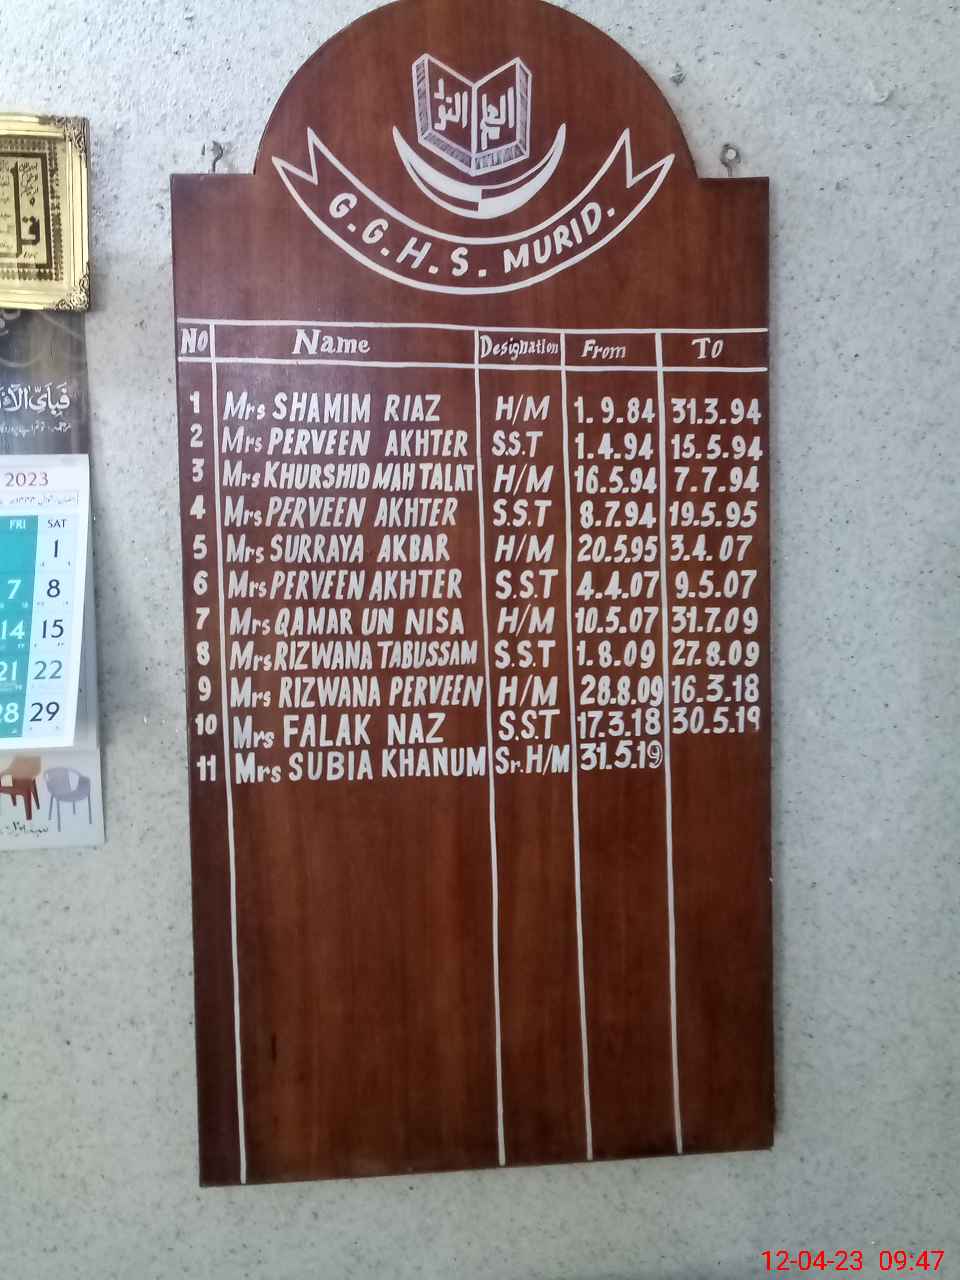 العلم النور
G.G.H.S. MURID.
No Name Designation From To
1 Mrs SHAMIM RIAZ H/M 1.9.84 31.3.94
2 Mrs PERVEEN AKHTER S.S.T 1.4.94 15.5.94
3 Mrs KHURSHID MAH TALAT H/M 16.5.94 7.7.94
4 Mrs PERVEEN AKHTER S.S.T 8.7.94 19.5.95
5 Mrs SURRAYA AKBAR H/M 20.5.95 3.4.07
6 Mrs PERVEEN AKHTER S.S.T 4.4.07 9.5.07
7 Mrs QAMAR UN NISA H/M 10.5.07 31.7.09
8 Mrs RIZWANA TABUSSAM S.S.T 1.8.09 27.8.09
9 Mrs RIZWANA PERVEEN H/M 28.8.09 16.3.18
10 Mrs FALAK NAZ S.S.T 17.3.18 30.5.19
11 Mrs SUBIA KHANUM Sr.H/M 31.5.19
2023
FRI SAT
1
7 8
14 15
21 22
28 29
12-04-23 09:47